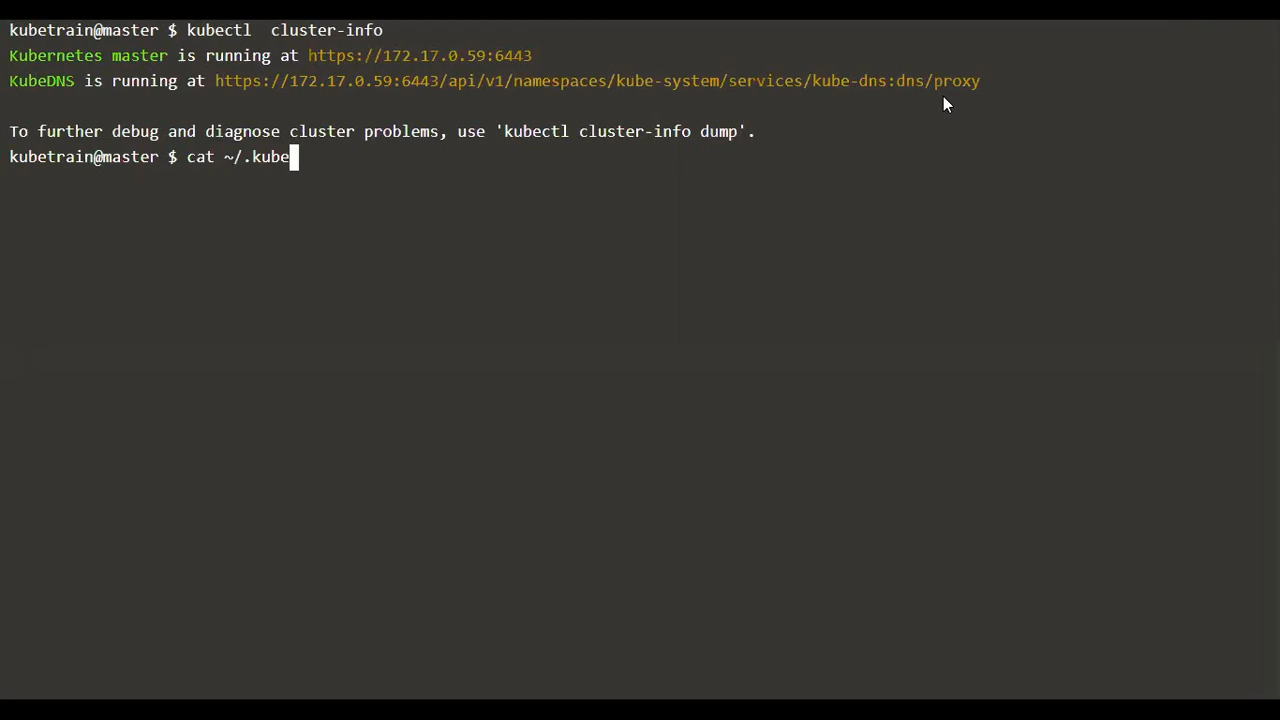 kubetrain@master $ kubectl  cluster-info
Kubernetes master is running at https://172.17.0.59:6443
KubeDNS is running at https://172.17.0.59:6443/api/v1/namespaces/kube-system/services/kube-dns:dns/proxy
To further debug and diagnose cluster problems, use 'kubectl cluster-info dump'.
kubetrain@master $ cat ~/.kube